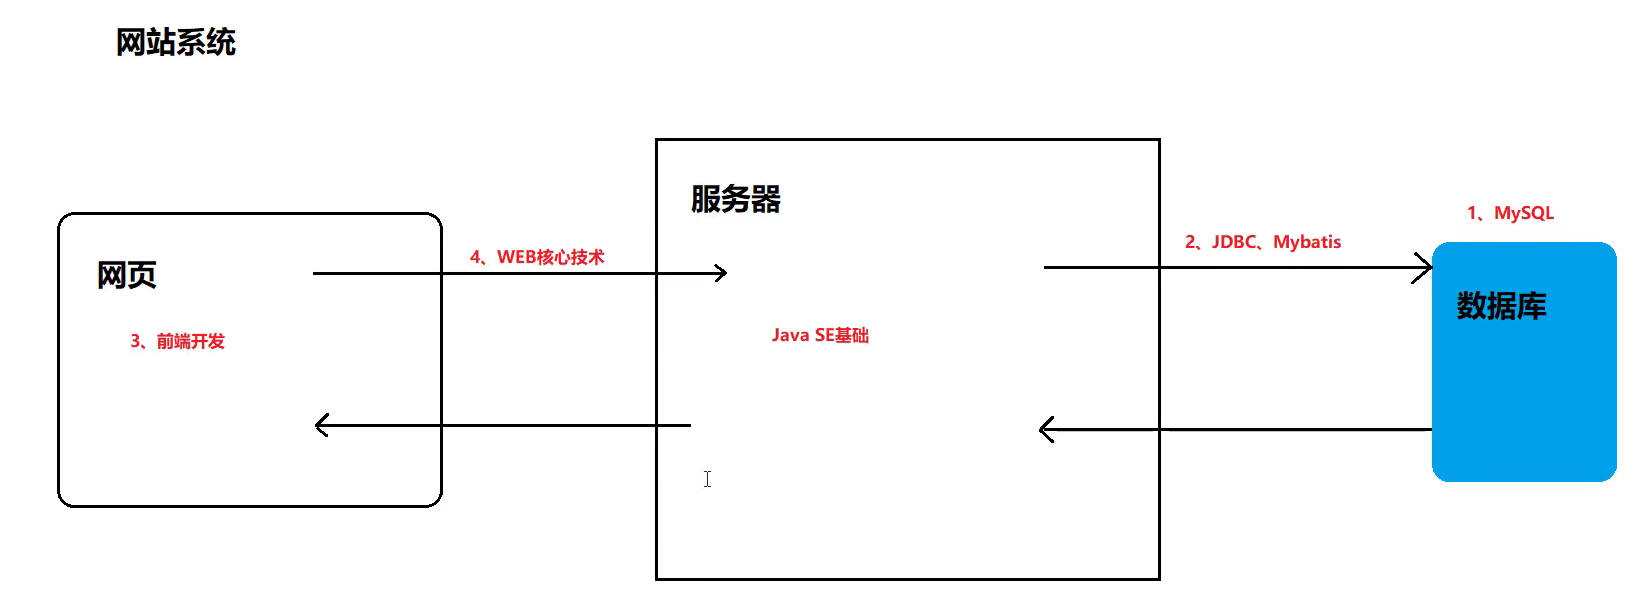 网站系统
服务器
1、MySQL
2、JDBC、Mybatis
4、WEB核心技术
网页
数据库
Java SE基础
3、前端开发